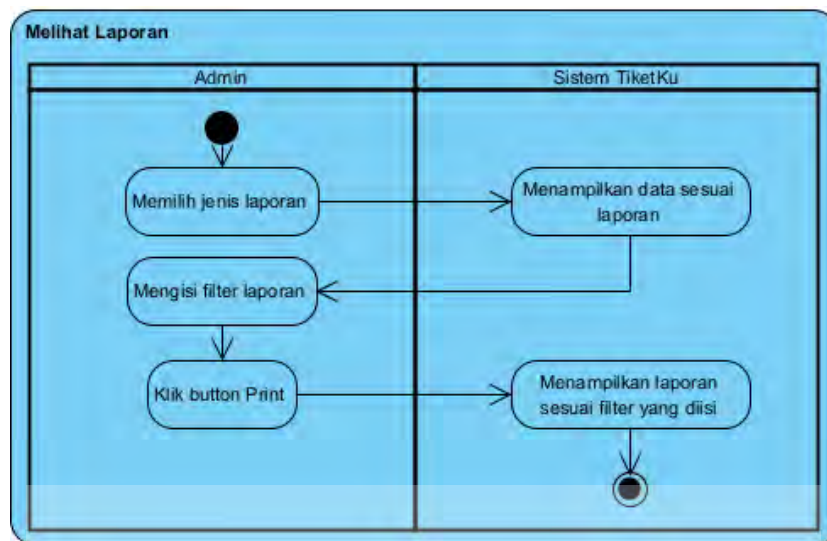 Melihat Laporan
Admin
Sistem TiketKu
Memilih jenis laporan
Menampilkan data sesuai
laporan
Mengisi filter laporan
Klik button Print
Menampilkan laporan
sesuai filter yang diisi